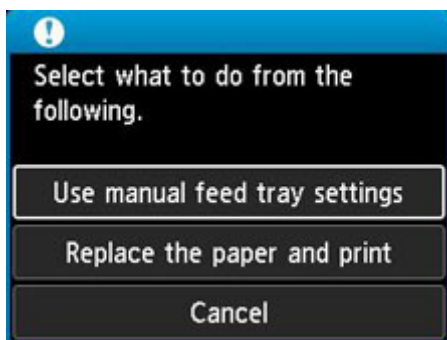 Select what to do from the
following.
Use manual feed tray settings
Replace the paper and print
Cancel